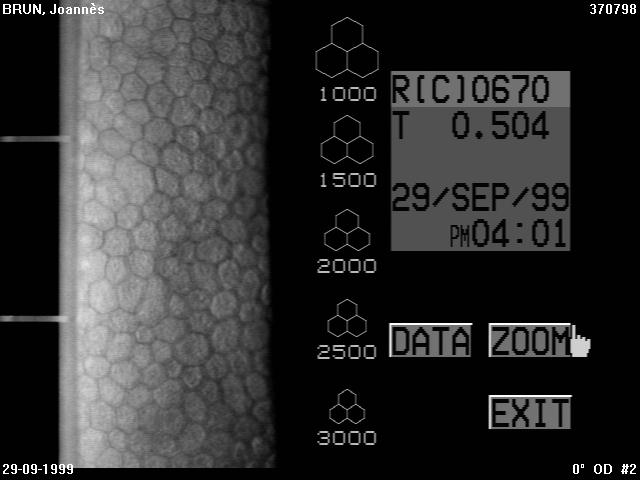 BRUN, Joannès
370798
1000
1500
2000
2500
3000
R[C]0670
T 0.504
29/SEP/99
PM04:01
DATA
ZOOM
EXIT
29-09-1999
0° OD #2